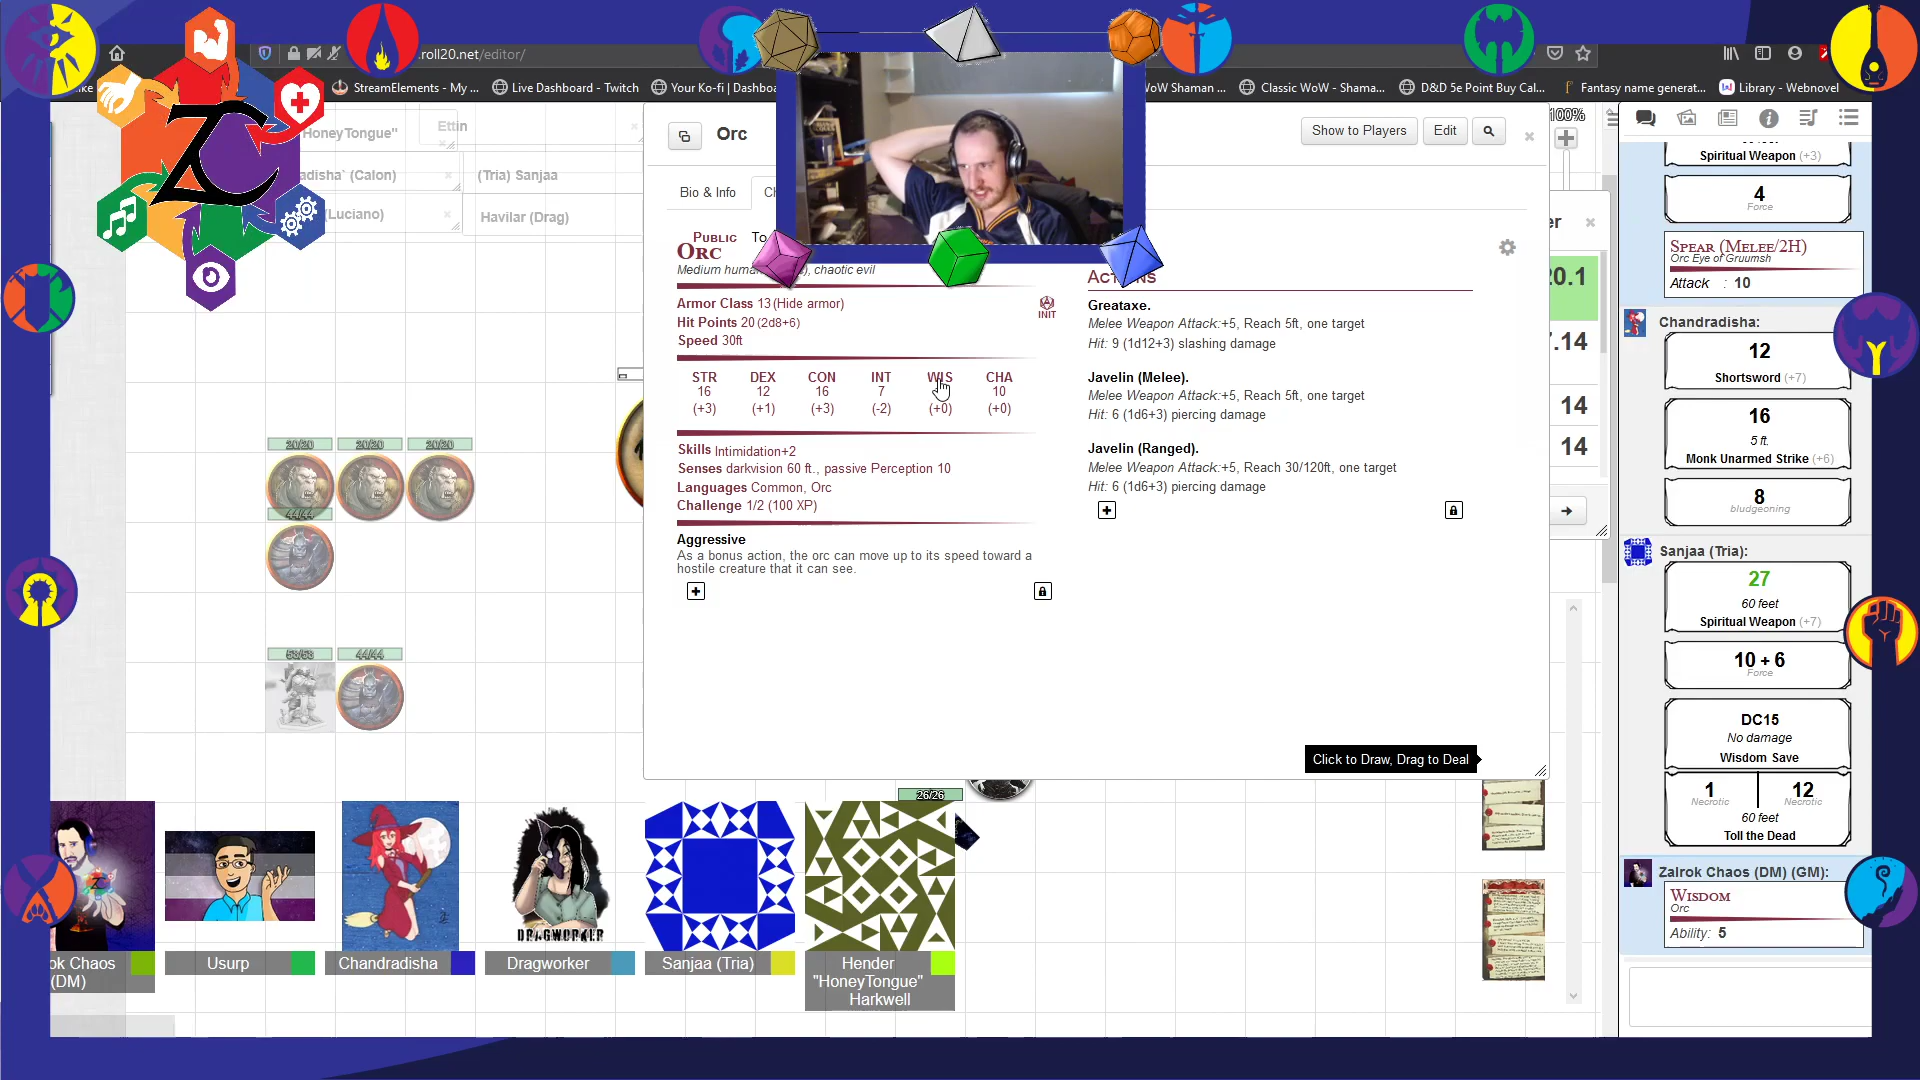 .roll20.net/editor/
StreamElements - My ...
Live Dashboard - Twitch
Your Ko-fi | Dashboa
WoW Shaman ...
Classic WoW - Shama...
D&D 5e Point Buy Cal...
Fantasy name generat...
Library - Webnovel
HoneyTongue"
Ettin
adisha` (Calon)
(Tria) Sanjaa
(Luciano)
Havilar (Drag)
ZC
Orc
Show to Players
Edit
100%
Bio & Info
Public
To
Orc
Medium human
), chaotic evil
Armor Class 13 (Hide armor)
Hit Points 20 (2d8+6)
Speed 30ft
INIT
STR DEX CON INT WIS CHA
16 12 16 7 10
(+3) (+1) (+3) (-2) (+0) (+0)
Skills Intimidation+2
Senses darkvision 60 ft., passive Perception 10
Languages Common, Orc
Challenge 1/2 (100 XP)
Aggressive
As a bonus action, the orc can move up to its speed toward a
hostile creature that it can see.
Greataxe.
Melee Weapon Attack:+5, Reach 5ft, one target
Hit: 9 (1d12+3) slashing damage
Javelin (Melee).
Melee Weapon Attack:+5, Reach 5ft, one target
Hit: 6 (1d6+3) piercing damage
Javelin (Ranged).
Melee Weapon Attack:+5, Reach 30/120ft, one target
Hit: 6 (1d6+3) piercing damage
Click to Draw, Drag to Deal
er
20.1
7.14
14
14
20/20 20/20 20/20
44/44
53/53 44/44
26/26
ok Chaos
(DM)
Usurp
Chandradisha
DRAGWORKER
Dragworker
Sanjaa (Tria)
Hender
"HoneyTongue"
Harkwell
Spiritual Weapon (+3)
4
Force
Spear (Melee/2H)
Orc Eye of Gruumsh
Attack : 10
Chandradisha:
12
Shortsword (+7)
16
5 ft.
Monk Unarmed Strike (+6)
8
bludgeoning
Sanjaa (Tria):
27
60 feet
Spiritual Weapon (+7)
10 + 6
Force
DC15
No damage
Wisdom Save
1 12
Necrotic Necrotic
60 feet
Toll the Dead
Zalrok Chaos (DM) (GM):
Wisdom
Orc
Ability: 5